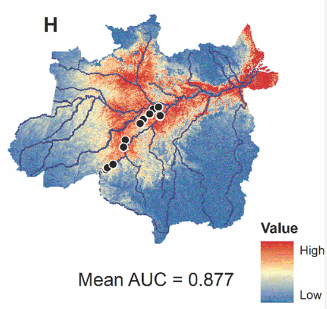 H
Value
High
Low
Mean AUC = 0.877